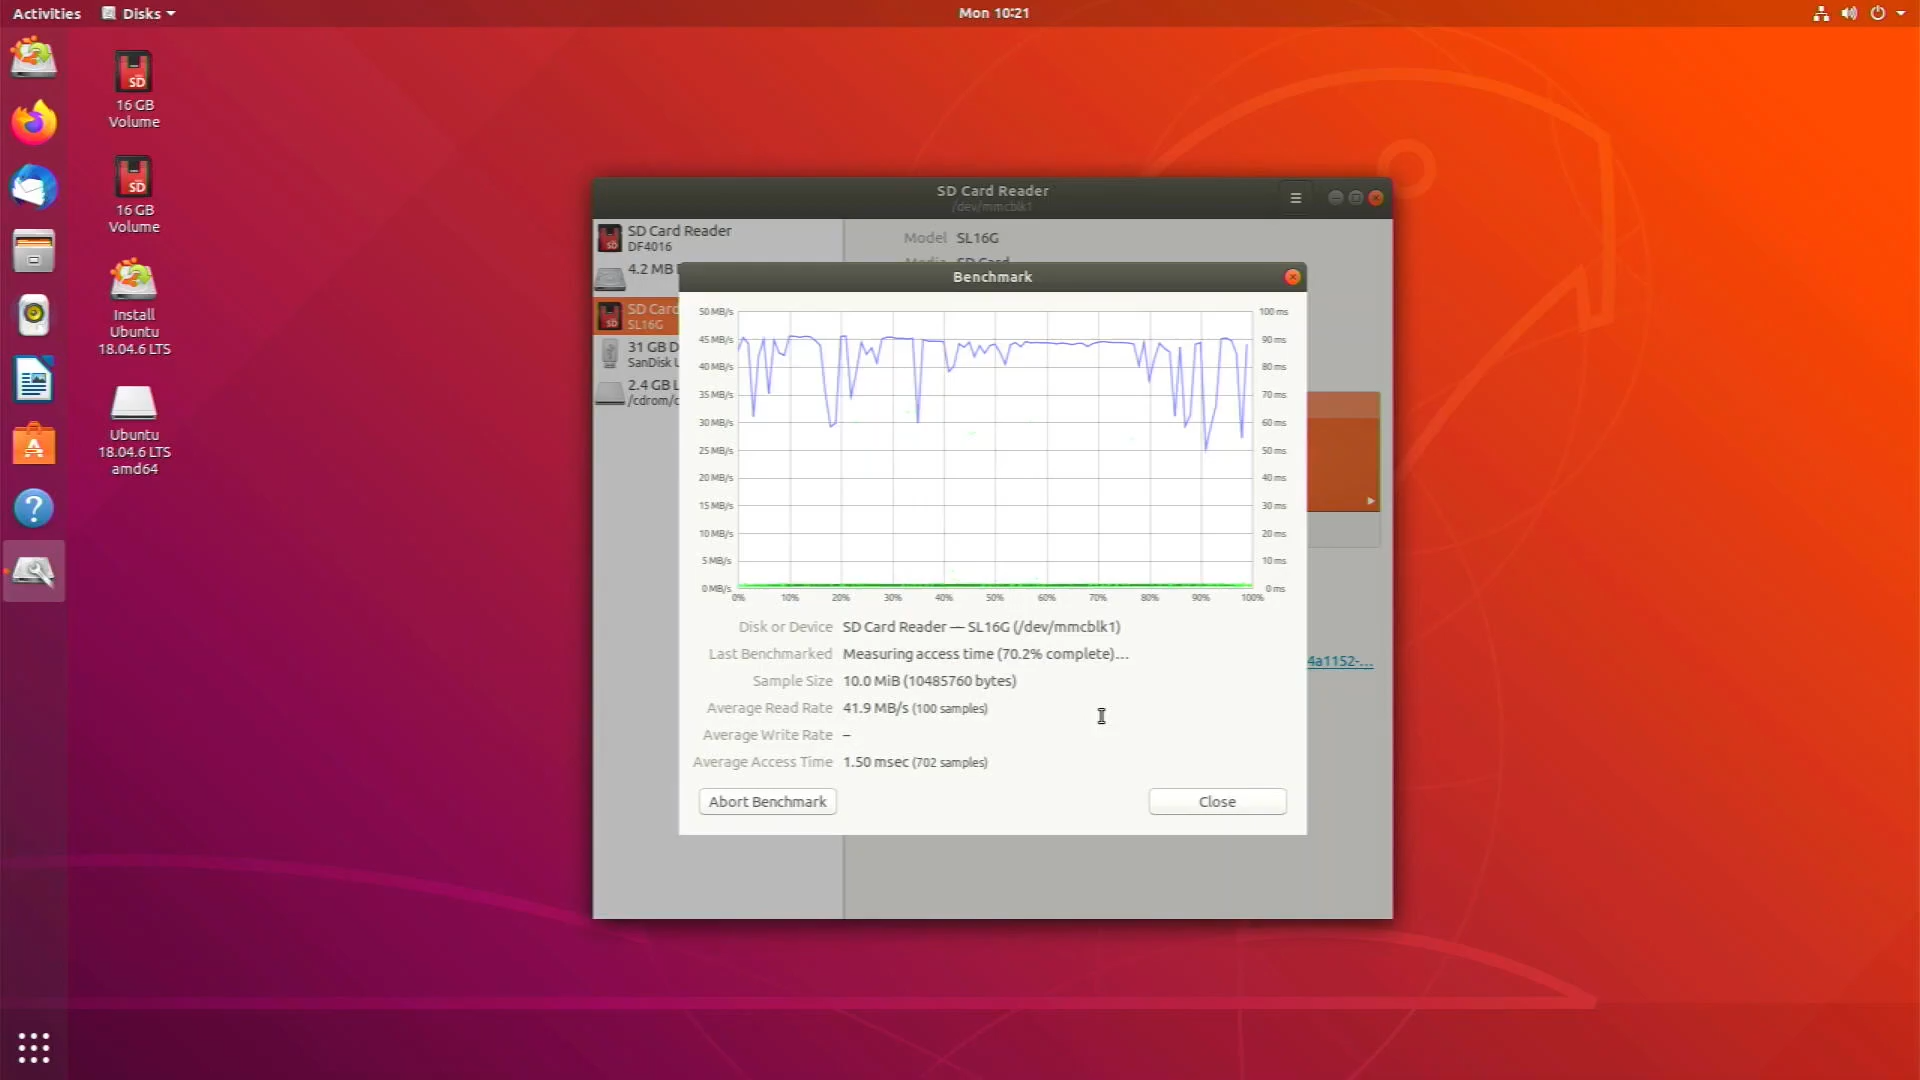 Activities
Disks
Mon 10:21
16 GB
Volume
16 GB
Volume
Install
Ubuntu
18.04.6 LTS
Ubuntu
18.04.6 LTS
amd64
SD Card Reader
/dev/mmcblk1
SD Card Reader
DF4016
4.2 MB
SD Card
SL16G
31 GB D
SanDisk
2.4 GB L
/cdrom/c
Model SL16G
Media SD Card
4a1152-...
Benchmark
50 MB/s
45 MB/s
40 MB/s
35 MB/s
30 MB/s
25 MB/s
20 MB/s
15 MB/s
10 MB/s
5 MB/s
0 MB/s
100 ms
90 ms
80 ms
70 ms
60 ms
50 ms
40 ms
30 ms
20 ms
10 ms
0 ms
0% 10% 20% 30% 40% 50% 60% 70% 80% 90% 100%
Disk or Device SD Card Reader — SL16G (/dev/mmcblk1)
Last Benchmarked Measuring access time (70.2% complete)...
Sample Size 10.0 MiB (10485760 bytes)
Average Read Rate 41.9 MB/s (100 samples)
Average Write Rate –
Average Access Time 1.50 msec (702 samples)
Abort Benchmark
Close